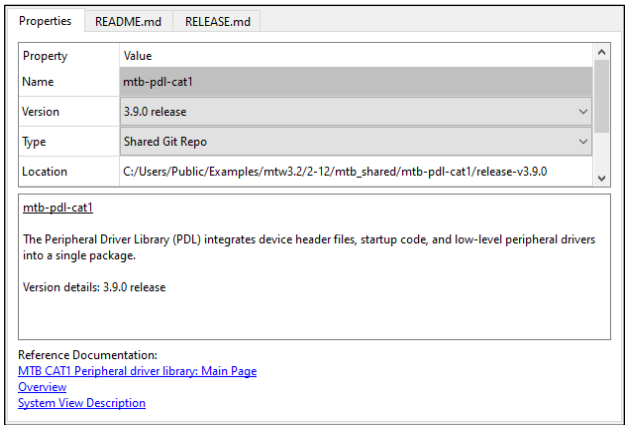 Properties README.md RELEASE.md
Property Value
Name mtb-pdl-cat1
Version 3.9.0 release
Type Shared Git Repo
Location C:/Users/Public/Examples/mtw3.2/2-12/mtb_shared/mtb-pdl-cat1/release-v3.9.0
mtb-pdl-cat1
The Peripheral Driver Library (PDL) integrates device header files, startup code, and low-level peripheral drivers
into a single package.
Version details: 3.9.0 release
Reference Documentation:
MTB CAT1 Peripheral driver library: Main Page
Overview
System View Description